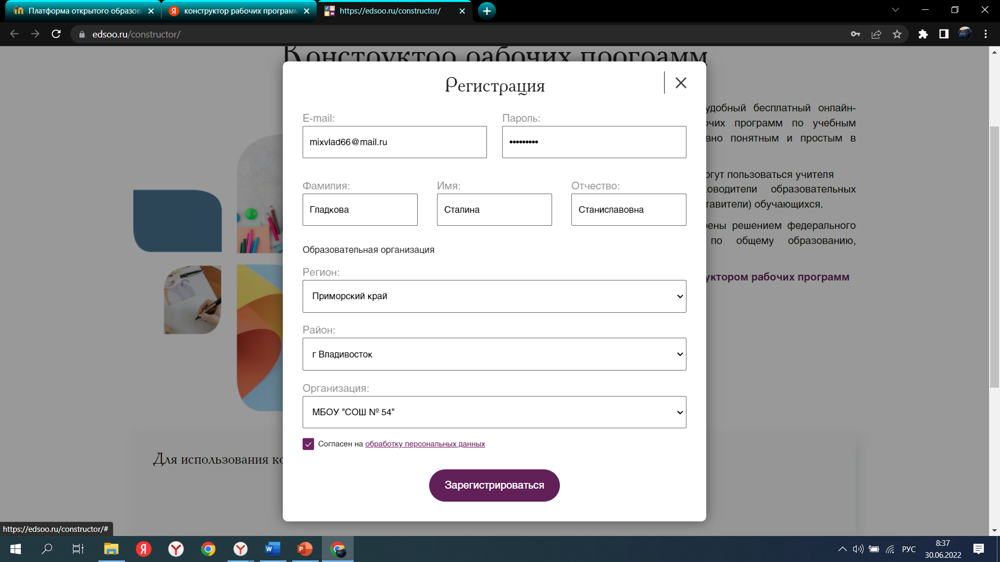 Платформа открытого образова
конструктор рабочих программ
https://edsoo.ru/constructor/
edsoo.ru/constructor/
Конструктор рабочих программ
Регистрация
E-mail:
Пароль:
mixvlad66@mail.ru
•••••••••
Фамилия:
Имя:
Отчество:
Гладкова
Сталина
Станиславовна
Образовательная организация
Регион:
Приморский край
Район:
г Владивосток
Организация:
МБОУ "СОШ № 54"
Согласен на обработку персональных данных
Зарегистрироваться
удобный бесплатный онлайн-
очих программ по учебным
вно понятным и простым в
огут пользоваться учителя
оводители образовательных
тавители) обучающихся.
рены решением федерального
по общему образованию,
уктором рабочих программ
Для использования ко
https://edsoo.ru/constructor/#
РУС
8:37
30.06.2022